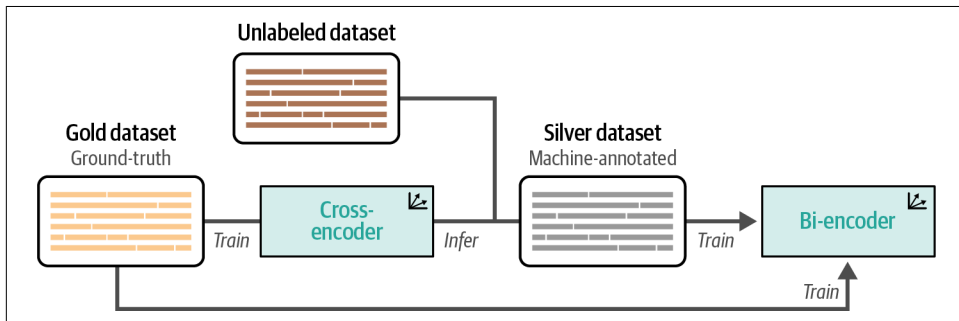 Unlabeled dataset
Gold dataset
Ground-truth
Silver dataset
Machine-annotated
Train
Cross-
encoder
Infer
Train
Bi-encoder
Train